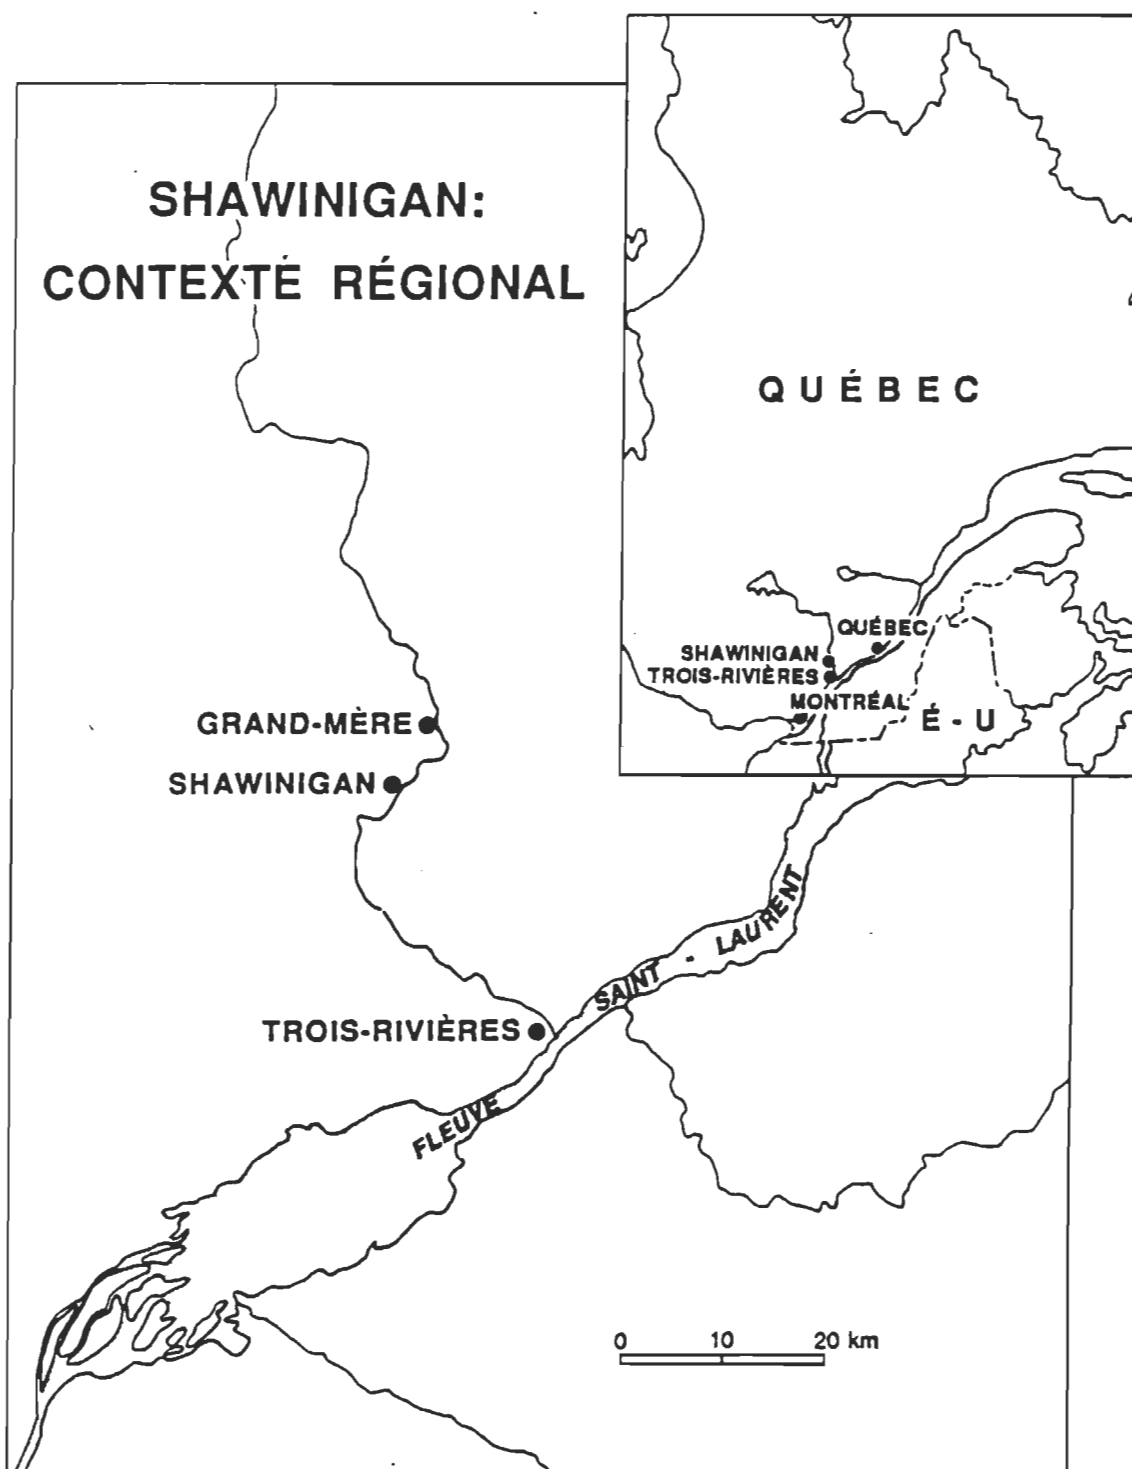 SHAWINIGAN:
CONTEXTÉ RÉGIONAL
QUÉBEC
QUÉBEC
SHAWINIGAN
TROIS-RIVIÈRES
MONTRÉAL
É - U
GRAND-MÈRE
SHAWINIGAN
TROIS-RIVIÈRES
FLEUVE SAINT - LAURENT
0 10 20 km